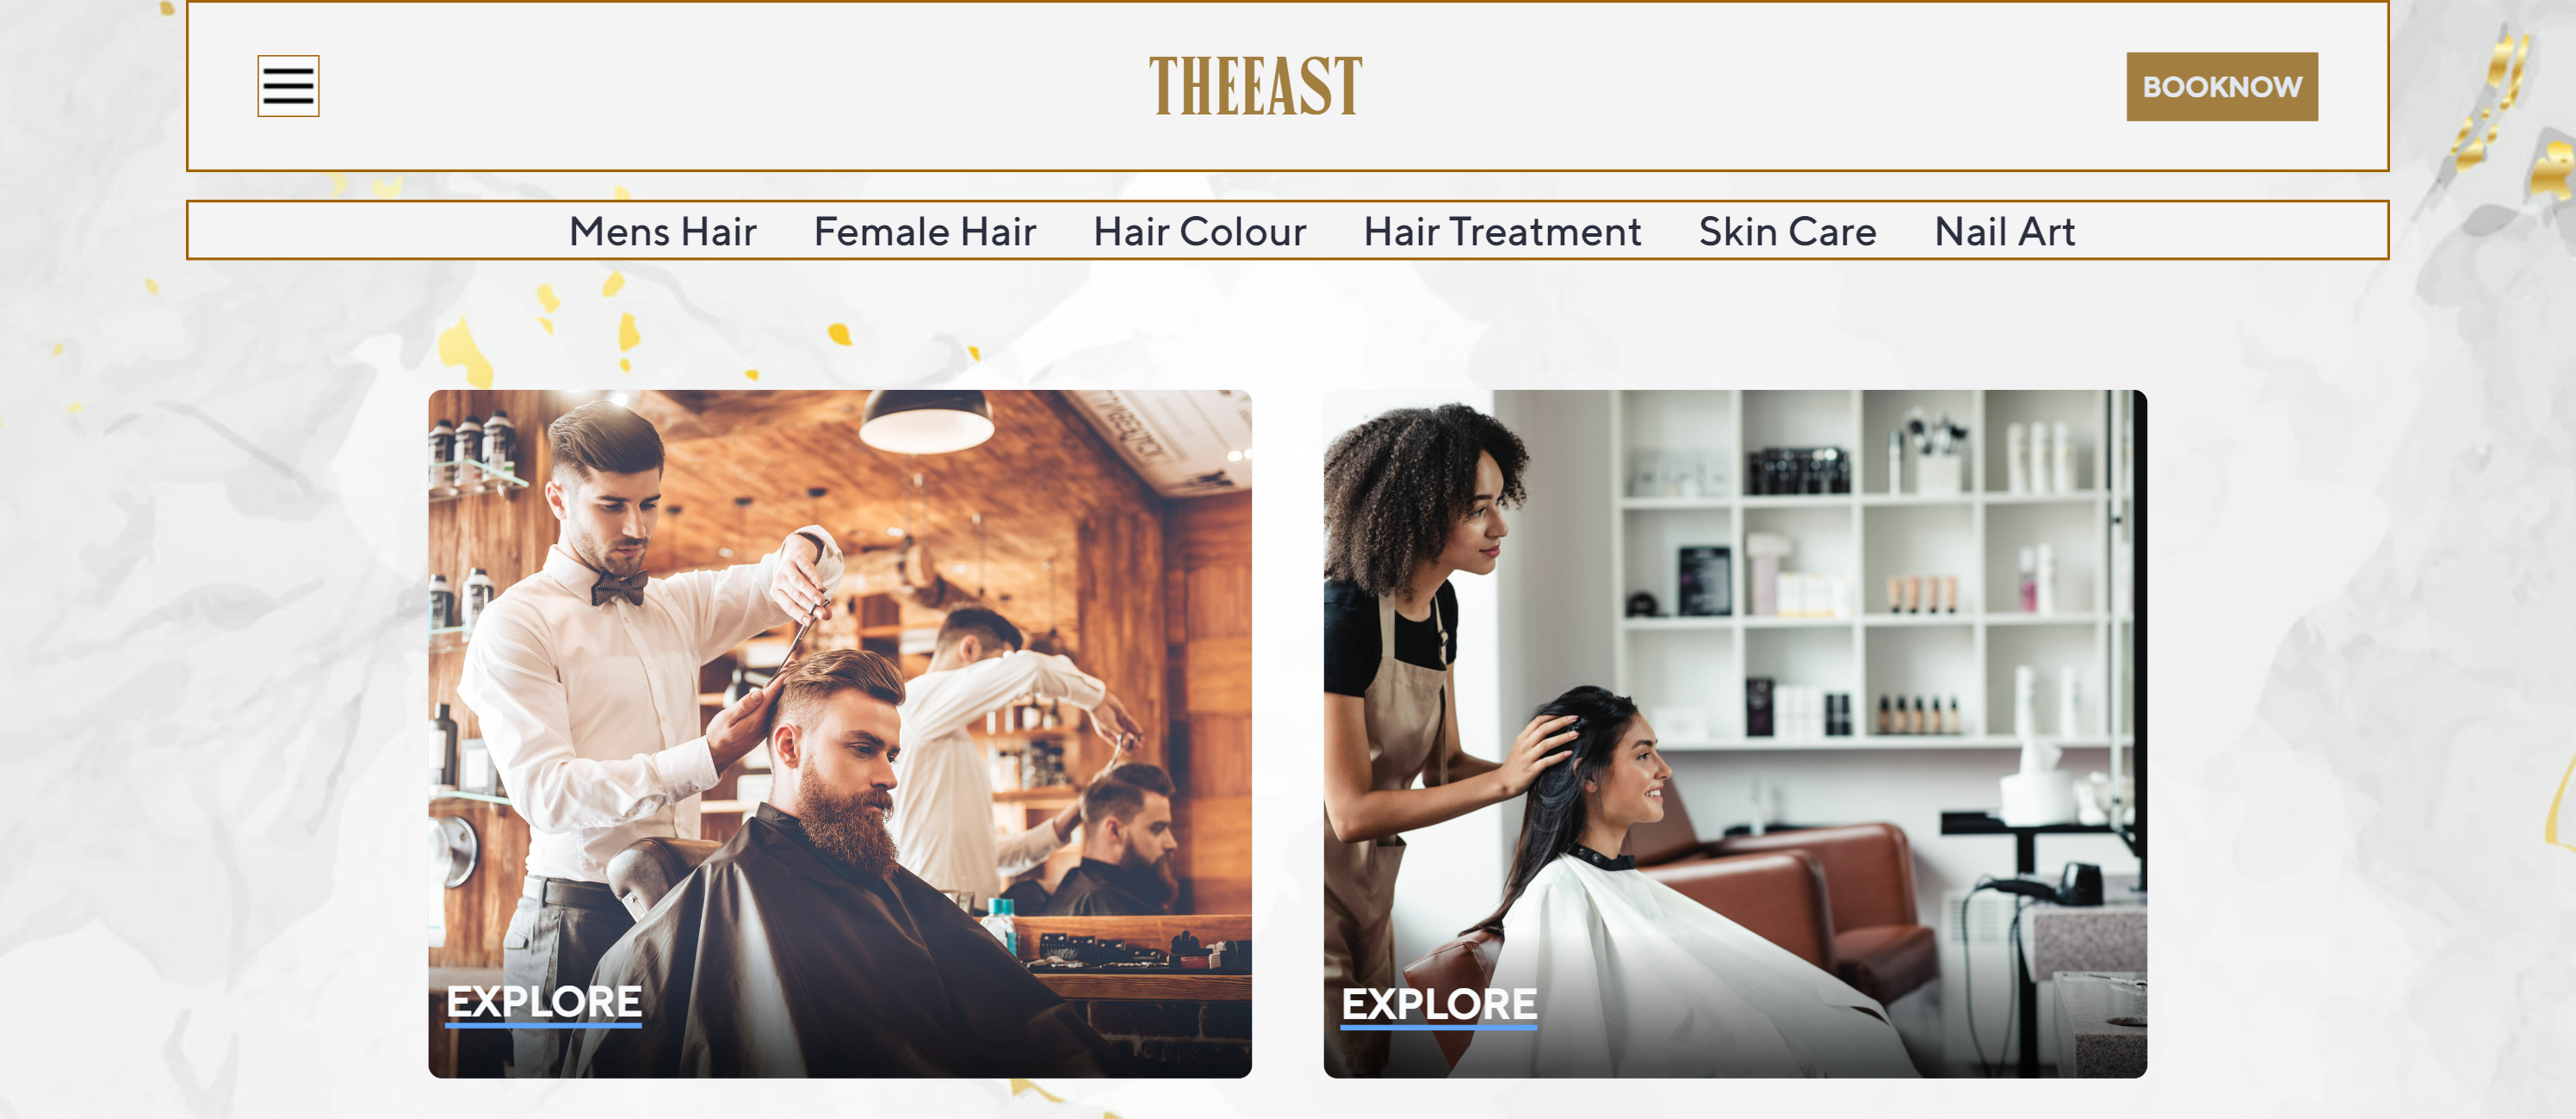 THEEAST
BOOKNOW
Mens Hair Female Hair Hair Colour Hair Treatment Skin Care Nail Art
EXPLORE
EXPLORE